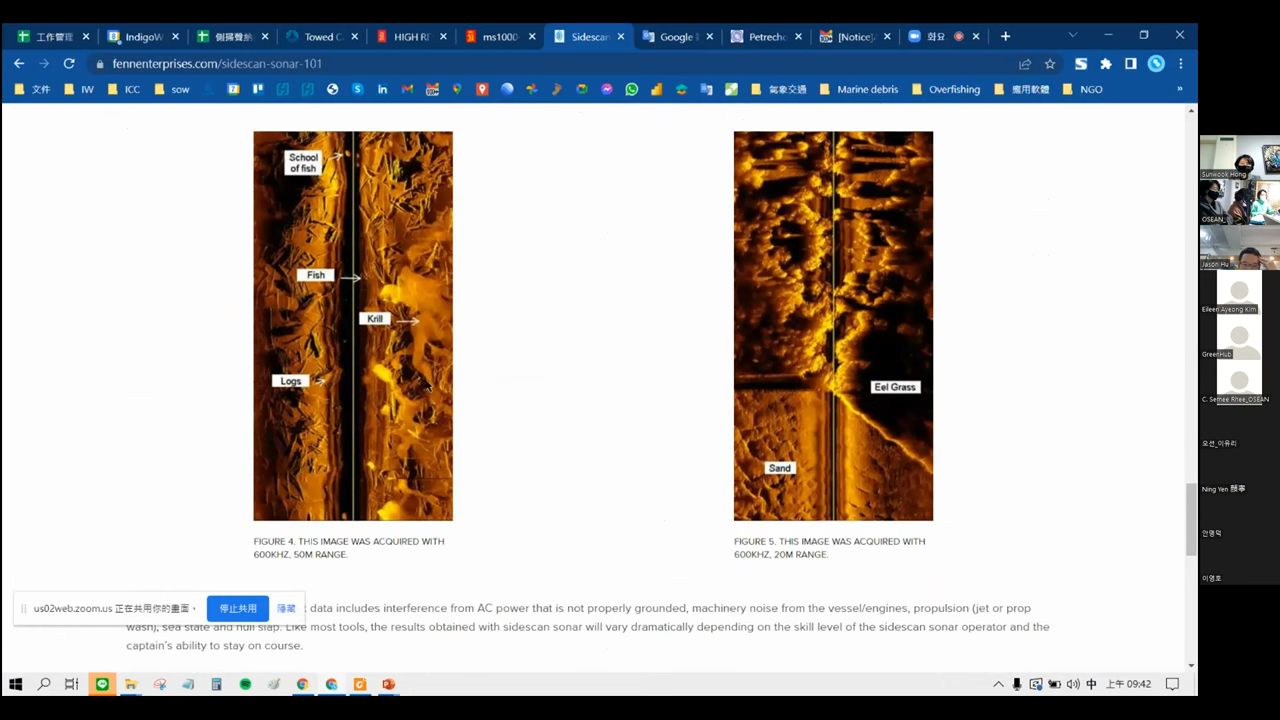 工作管理
IndigoW
側掃聲納
Towed C
HIGH RI
ms1000-
Sidescan
Google
Petrecho
[Notice]
화요
fennenterprises.com/sidescan-sonar-101
文件
IW
ICC
sow
氣象交通
Marine debris
Overfishing
應用軟體
NGO
»
School
of fish
Fish
Krill
Logs
Eel Grass
Sand
FIGURE 4. THIS IMAGE WAS ACQUIRED WITH
600KHZ, 50M RANGE.
FIGURE 5. THIS IMAGE WAS ACQUIRED WITH
600KHZ, 20M RANGE.
us02web.zoom.us 正在共用你的畫面。
停止共用
隱藏
data includes interference from AC power that is not properly grounded, machinery noise from the vessel/engines, propulsion (jet or prop
wash), sea state and hull slap. Like most tools, the results obtained with sidescan sonar will vary dramatically depending on the skill level of the sidescan sonar operator and the
captain's ability to stay on course.
中
上午 09:42
Sunwook Hong
OSEAN_
Jason Hu
Eileen Ayeong Kim
GreenHub
C. Semee Rhee_OSEAN
오션_이유리
Ning Yen 顏寧
안영덕
이영호